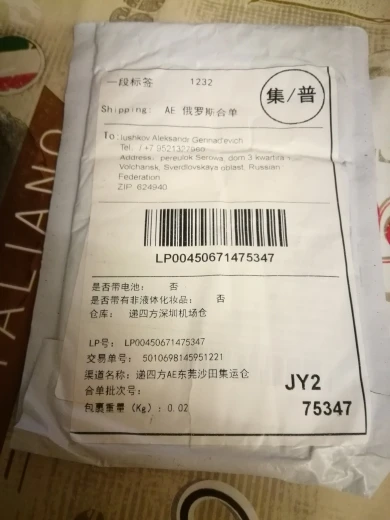 一段标签 1232
集/普
Shipping: AE 俄罗斯合单
To: Iushkov Aleksandr Gennad'evich
Tel. / +7 9521327960
Address: pereulok Serowa, dom 3 kwartira
Volchansk, Sverdlovskaya oblast, Russian
Federation
ZIP 624940
LP00450671475347
是否带电池: 否
是否带有非液体化妆品: 否
仓库: 递四方深圳机场仓
LP号: LP00450671475347
交易单号: 5010698145951221
渠道名称: 递四方AE东莞沙田集运仓
合单批次号:
包裹重量 (Kg): 0.02
JY2
75347
ITALIANO